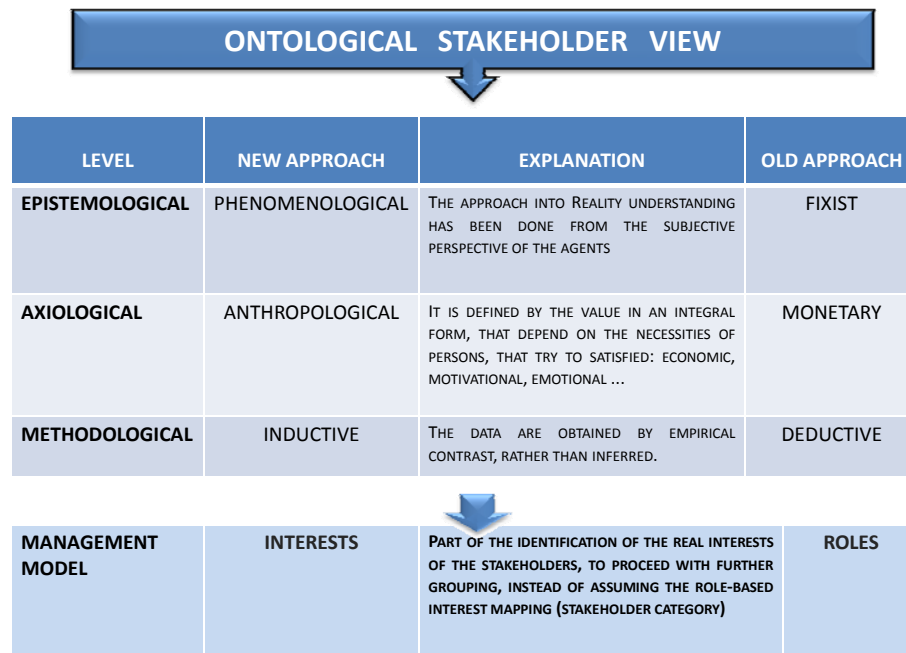 ONTOLOGICAL STAKEHOLDER VIEW
LEVEL NEW APPROACH EXPLANATION OLD APPROACH
EPISTEMOLOGICAL PHENOMENOLOGICAL THE APPROACH INTO REALITY UNDERSTANDING FIXIST
HAS BEEN DONE FROM THE SUBJECTIVE
PERSPECTIVE OF THE AGENTS
AXIOLOGICAL ANTHROPOLOGICAL IT IS DEFINED BY THE VALUE IN AN INTEGRAL MONETARY
FORM, THAT DEPEND ON THE NECESSITIES OF
PERSONS, THAT TRY TO SATISFIED: ECONOMIC,
MOTIVATIONAL, EMOTIONAL ...
METHODOLOGICAL INDUCTIVE THE DATA ARE OBTAINED BY EMPIRICAL DEDUCTIVE
CONTRAST, RATHER THAN INFERRED.
MANAGEMENT INTERESTS PART OF THE IDENTIFICATION OF THE REAL INTERESTS ROLES
MODEL OF THE STAKEHOLDERS, TO PROCEED WITH FURTHER
GROUPING, INSTEAD OF ASSUMING THE ROLE-BASED
INTEREST MAPPING (STAKEHOLDER CATEGORY)